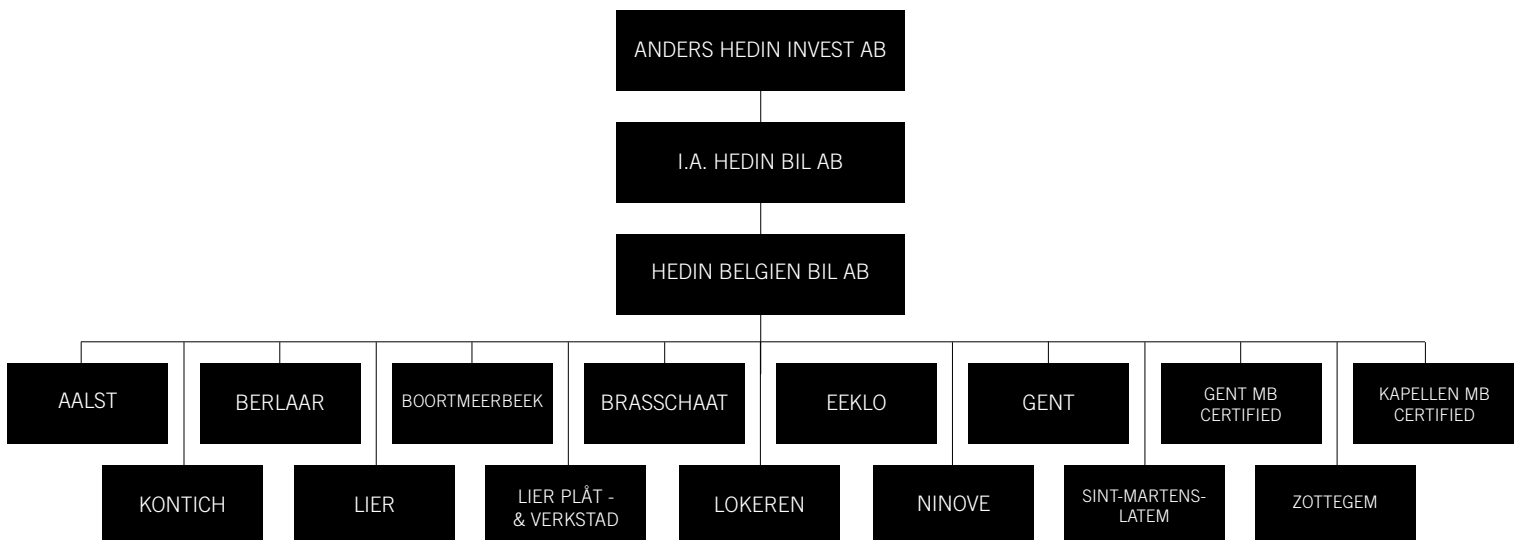 ANDERS HEDIN INVEST AB
I.A. HEDIN BIL AB
HEDIN BELGIEN BIL AB
AALST
BERLAAR
BOORTMEERBEEK
BRASSCHAAT
EEKLO
GENT
GENT MB
CERTIFIED
KAPELLEN MB
CERTIFIED
KONTICH
LIER
LIER PLÅT -
& VERKSTAD
LOKEREN
NINOVE
SINT-MARTENS-
LATEM
ZOTTEGEM